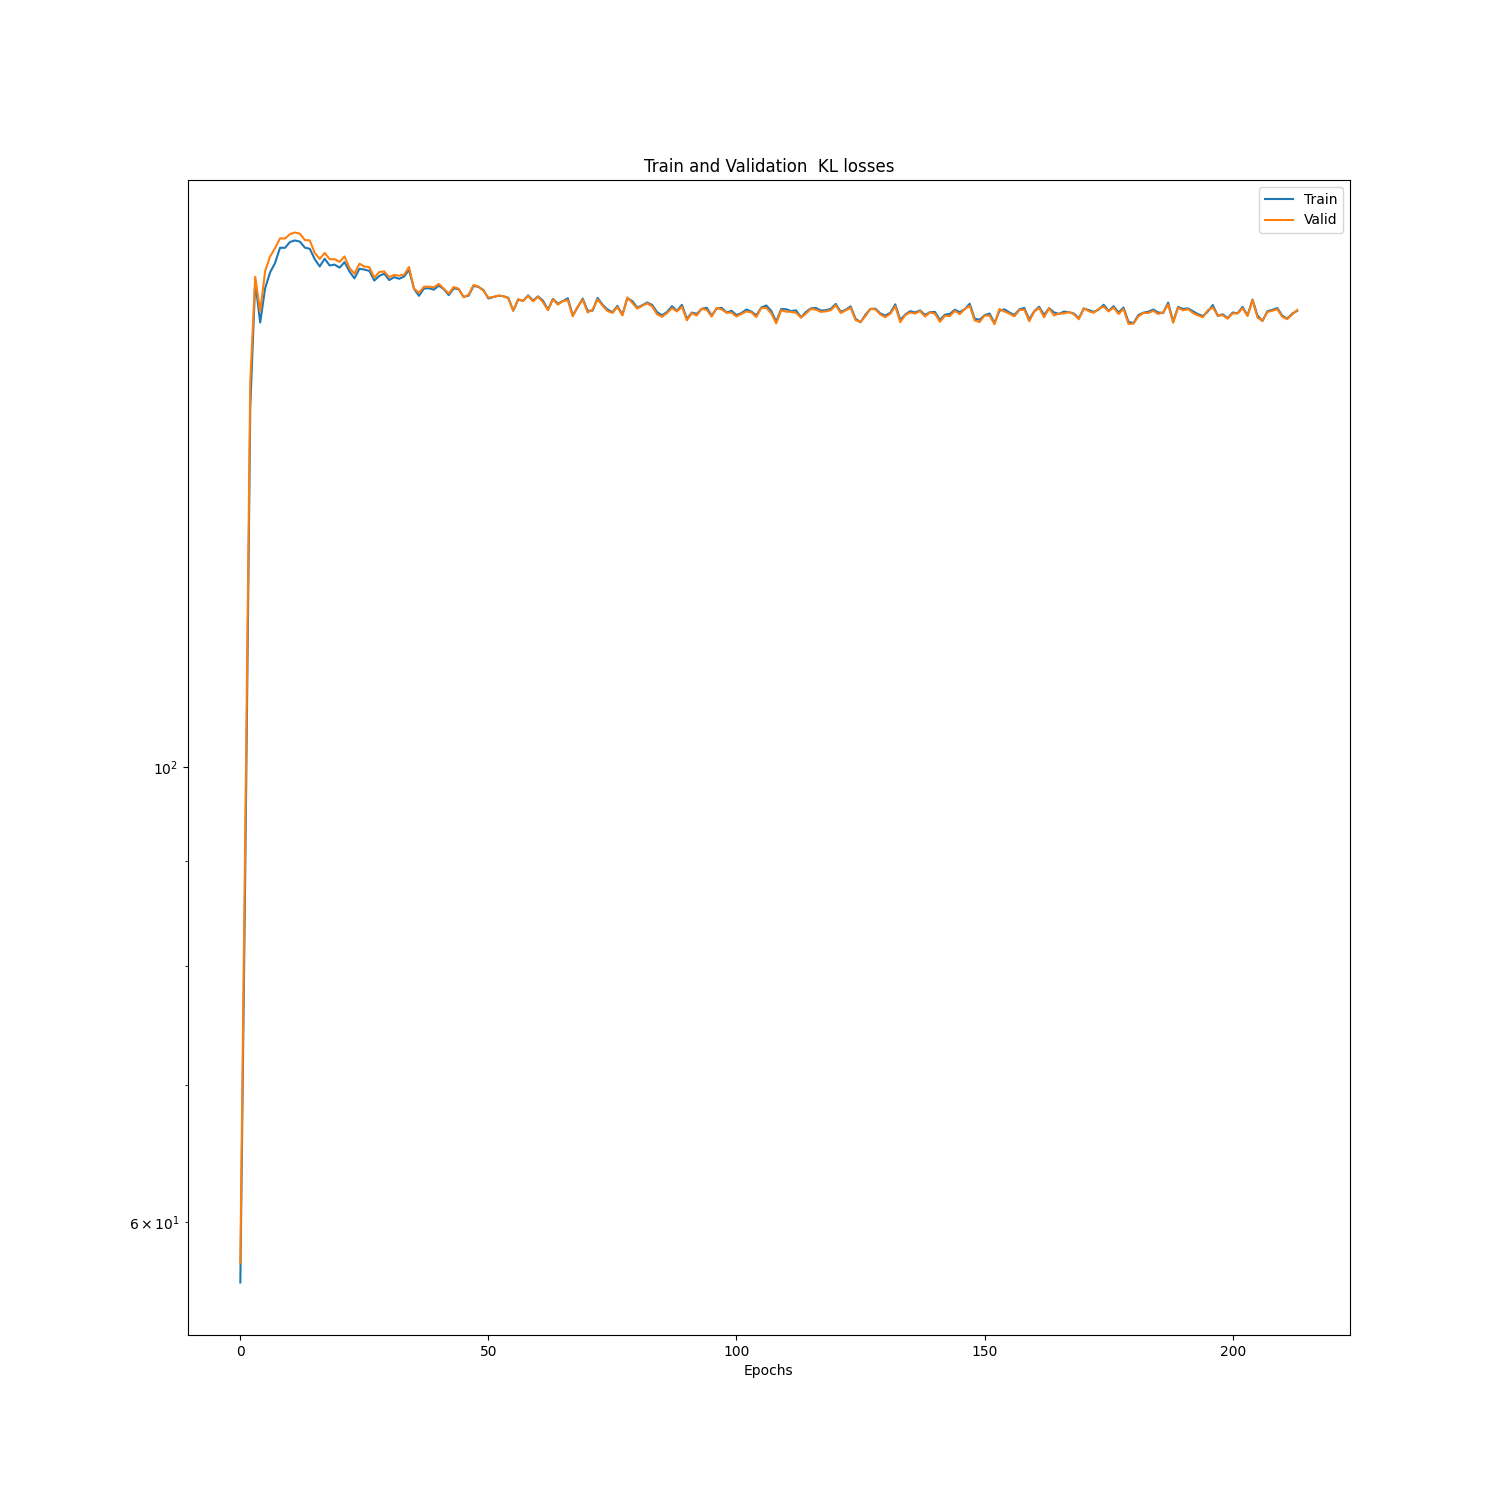 Train and Validation  KL losses
Train
Valid
10²
6 × 10¹
0 50 100 150 200
Epochs